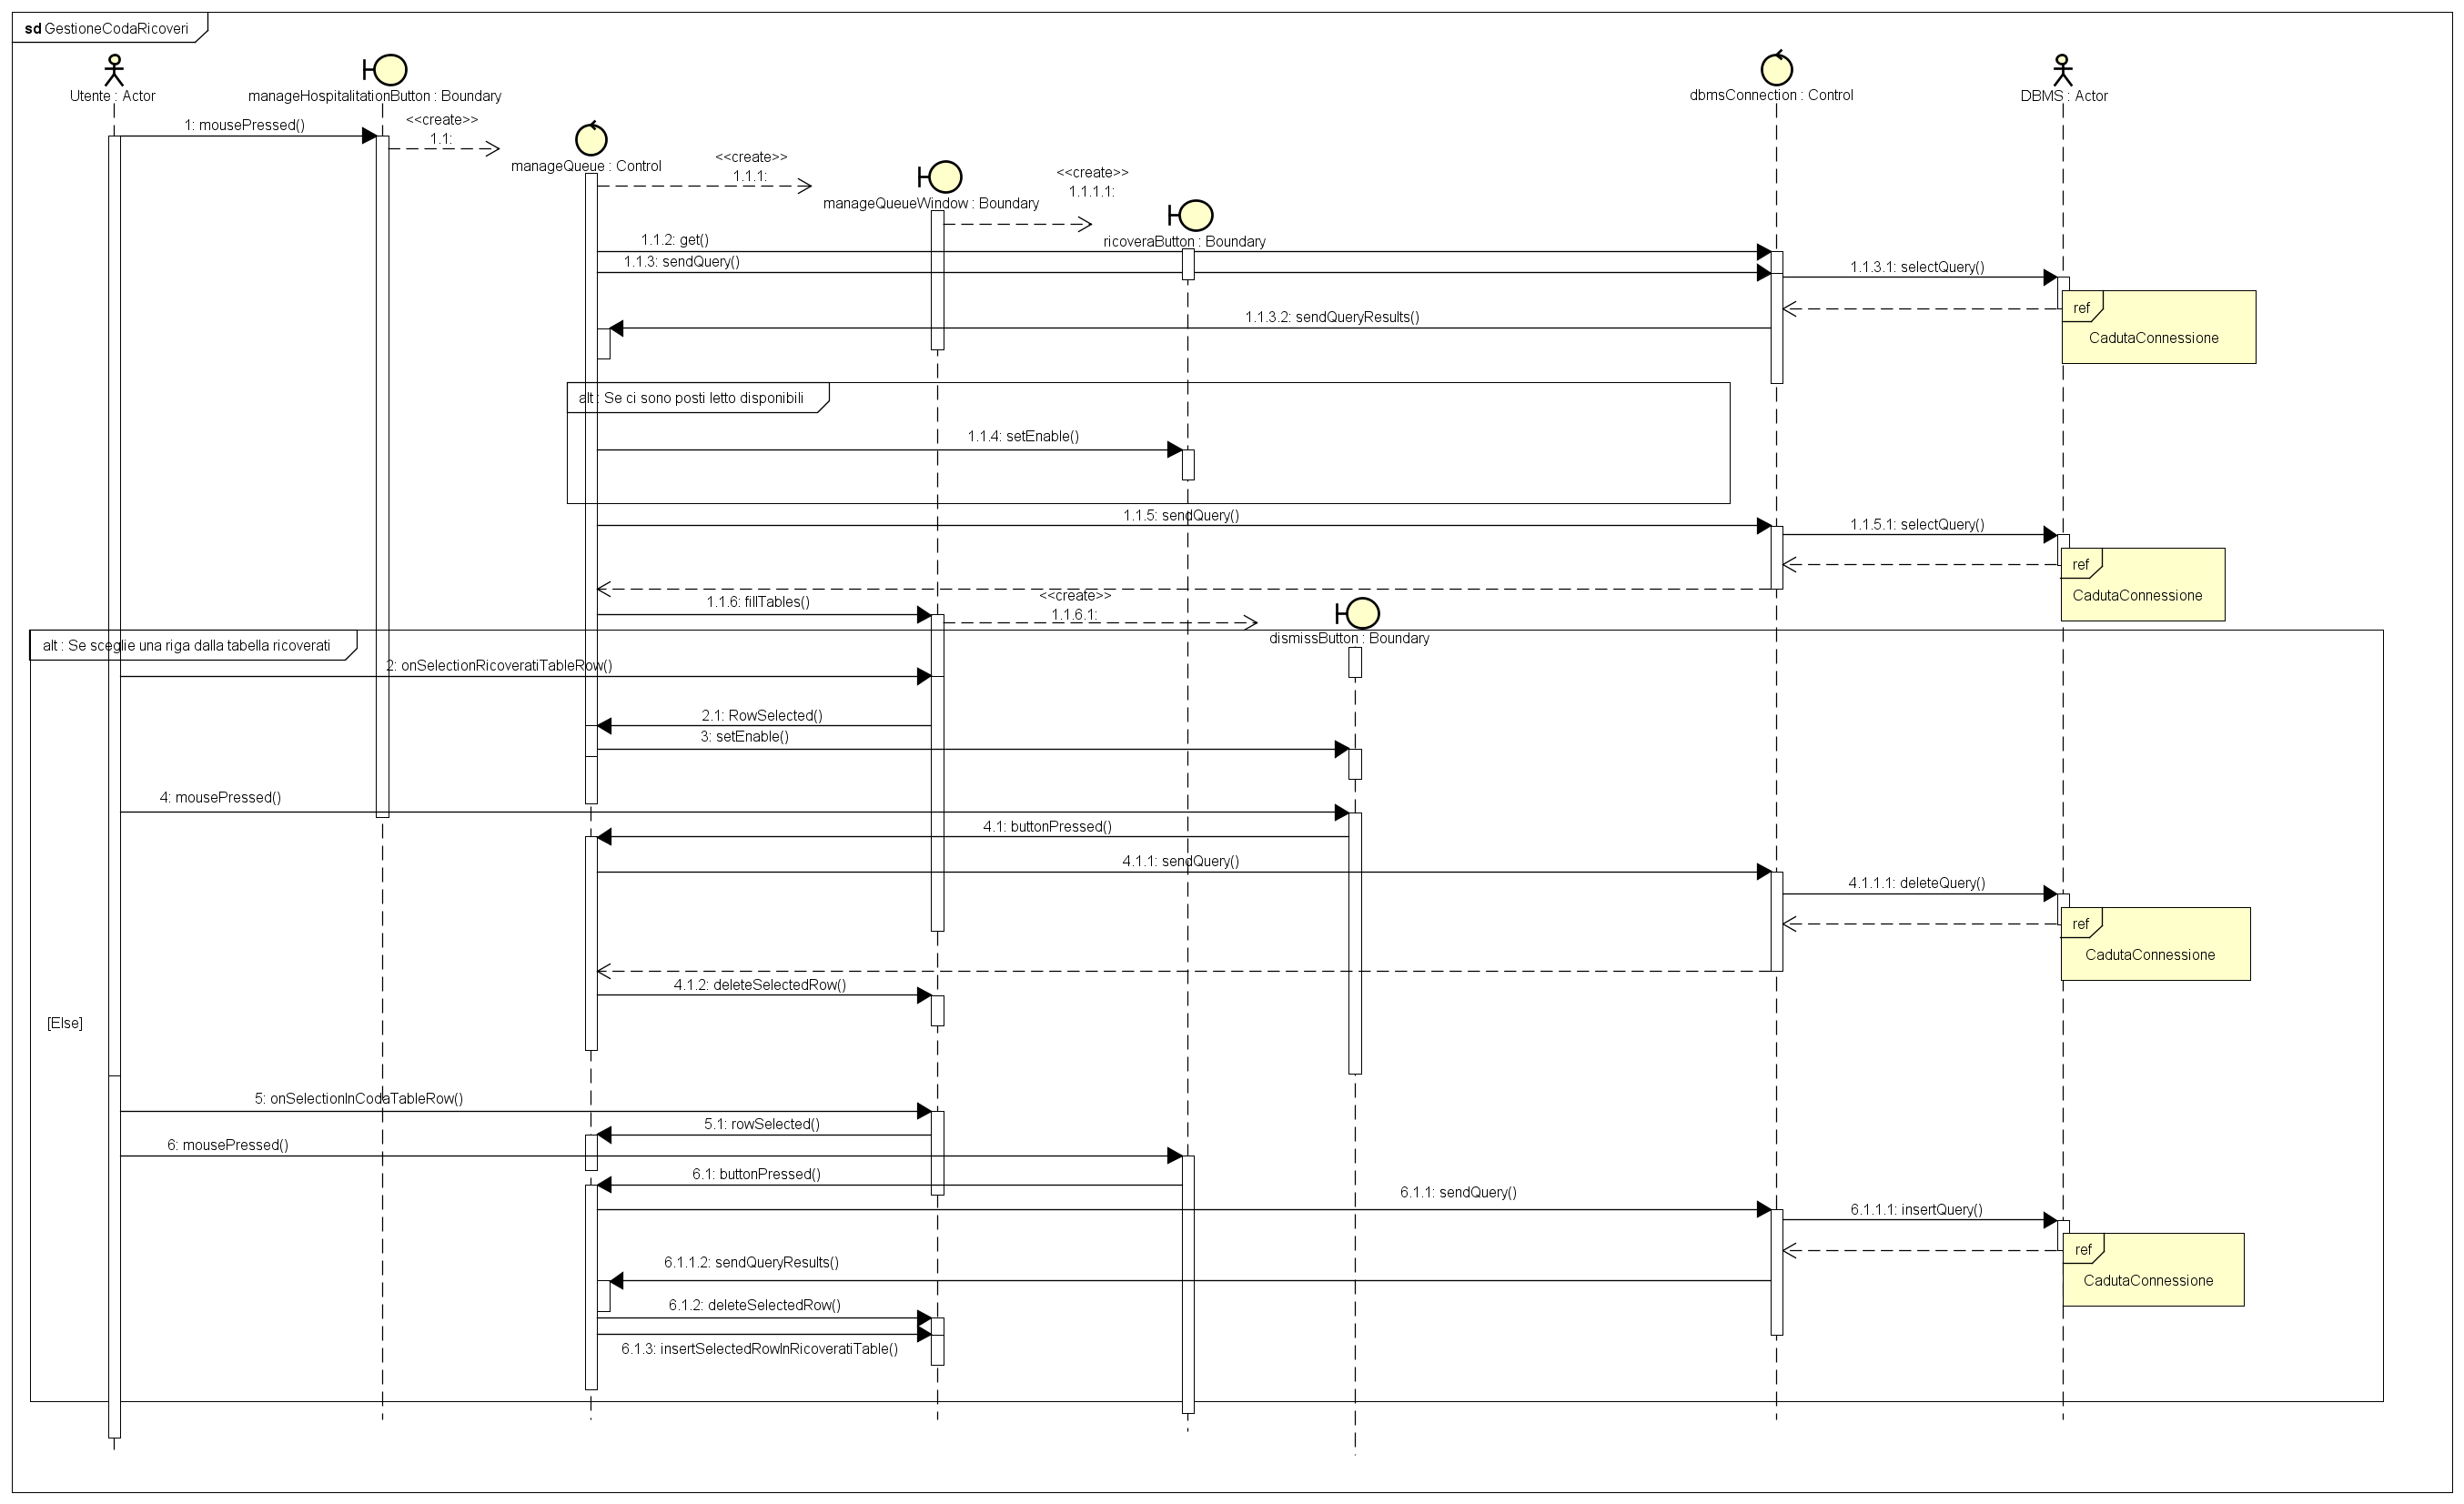 sd GestioneCodaRicoveri
Utente : Actor
manageHospitalitationButton : Boundary
dbmsConnection : Control
DBMS : Actor
1: mousePressed()
<<create>>
1.1:
manageQueue : Control
<<create>>
1.1.1:
manageQueueWindow : Boundary
<<create>>
1.1.1.1:
ricoveraButton : Boundary
1.1.2: get()
1.1.3: sendQuery()
1.1.3.1: selectQuery()
ref
CadutaConnessione
1.1.3.2: sendQueryResults()
alt : Se ci sono posti letto disponibili
1.1.4: setEnable()
1.1.5: sendQuery()
1.1.5.1: selectQuery()
ref
CadutaConnessione
1.1.6: fillTables()
<<create>>
1.1.6.1:
dismissButton : Boundary
alt : Se sceglie una riga dalla tabella ricoverati
2: onSelectionRicoveratiTableRow()
2.1: RowSelected()
3: setEnable()
4: mousePressed()
4.1: buttonPressed()
4.1.1: sendQuery()
4.1.1.1: deleteQuery()
ref
CadutaConnessione
4.1.2: deleteSelectedRow()
[Else]
5: onSelectionInCodaTableRow()
5.1: rowSelected()
6: mousePressed()
6.1: buttonPressed()
6.1.1: sendQuery()
6.1.1.1: insertQuery()
ref
CadutaConnessione
6.1.1.2: sendQueryResults()
6.1.2: deleteSelectedRow()
6.1.3: insertSelectedRowInRicoveratiTable()